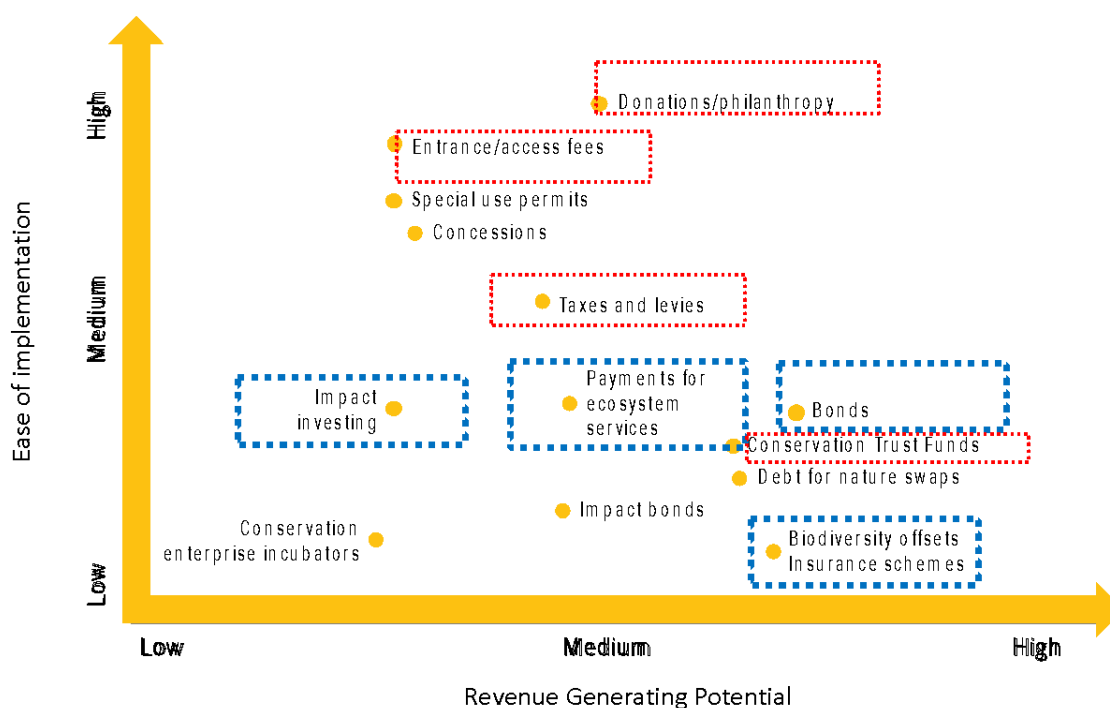 High
Donations/philanthropy
Entrance/access fees
Special use permits
Concessions
Ease of implementation
Medium
Taxes and levies
Impact
investing
Payments for
ecosystem
services
Bonds
Conservation Trust Funds
Debt for nature swaps
Impact bonds
Conservation
enterprise incubators
Biodiversity offsets
Insurance schemes
Low
Low
Medium
High
Revenue Generating Potential